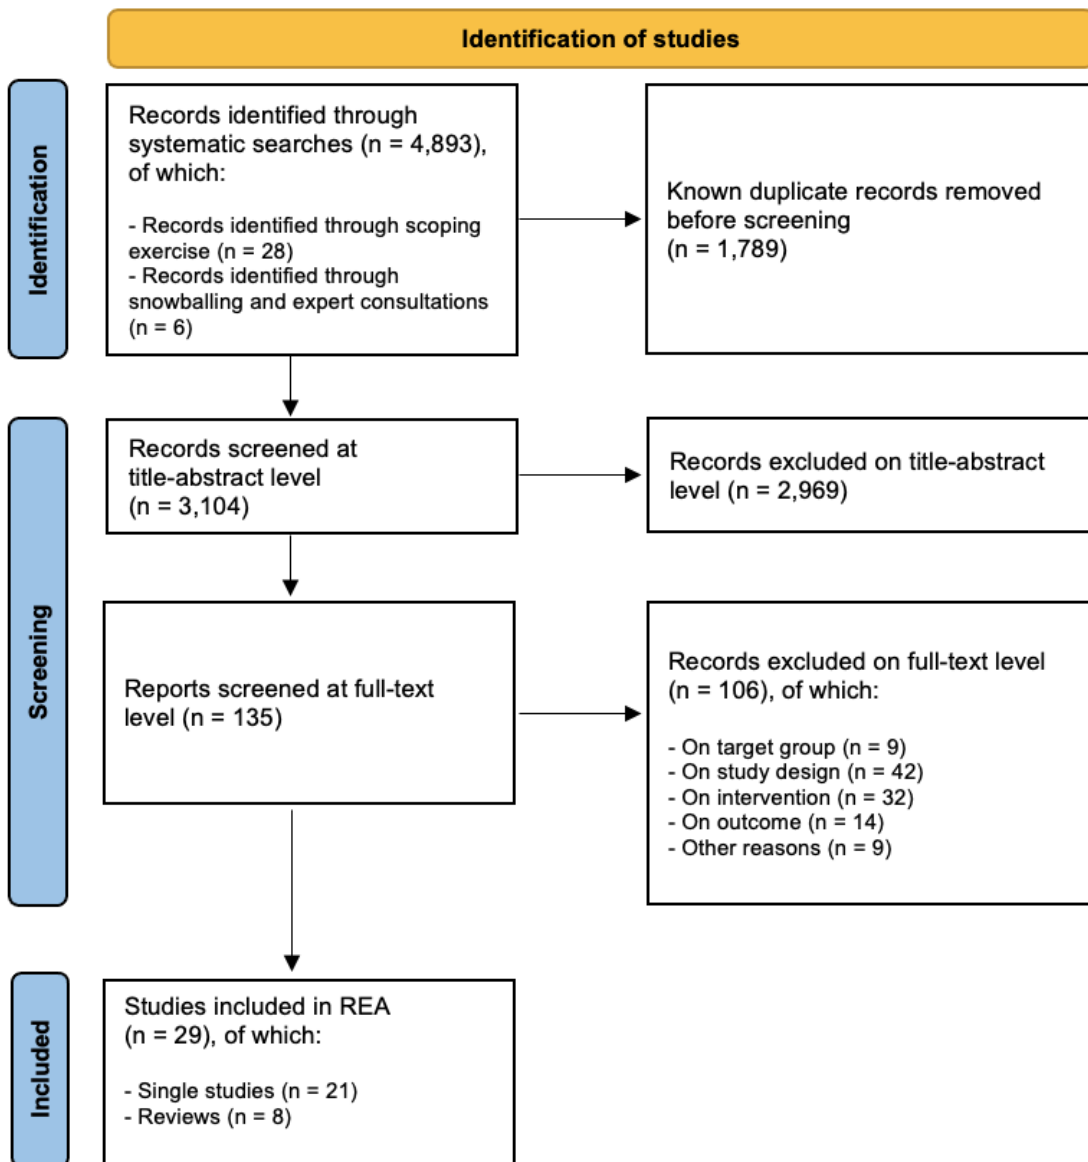 Identification of studies
Identification
Records identified through
systematic searches (n = 4,893),
of which:
- Records identified through scoping
exercise (n = 28)
- Records identified through
snowballing and expert consultations
(n = 6)
Known duplicate records removed
before screening
(n = 1,789)
Screening
Records screened at
title-abstract level
(n = 3,104)
Records excluded on title-abstract
level (n = 2,969)
Reports screened at full-text
level (n = 135)
Records excluded on full-text level
(n = 106), of which:
- On target group (n = 9)
- On study design (n = 42)
- On intervention (n = 32)
- On outcome (n = 14)
- Other reasons (n = 9)
Included
Studies included in REA
(n = 29), of which:
- Single studies (n = 21)
- Reviews (n = 8)